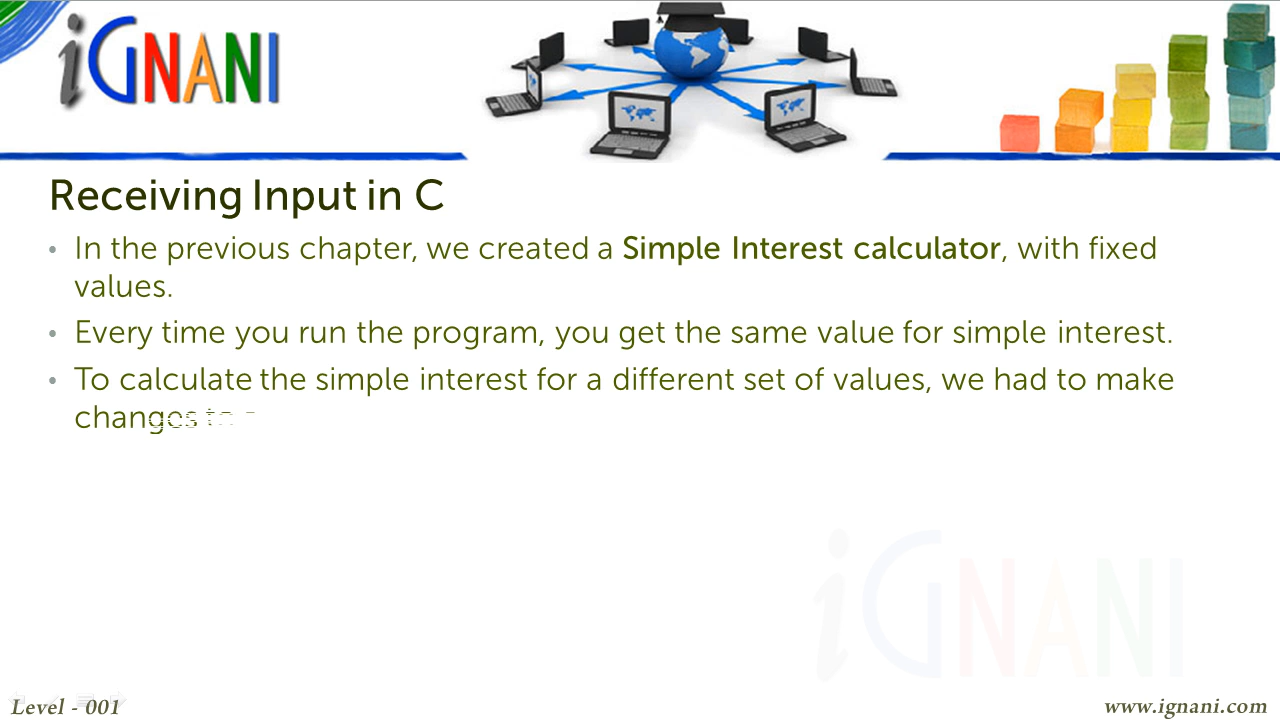 iGNANI
Receiving Input in C
• In the previous chapter, we created a Simple Interest calculator, with fixed
values.
• Every time you run the program, you get the same value for simple interest.
• To calculate the simple interest for a different set of values, we had to make
changes to
iGNANI
Level - 001
www.ignani.com